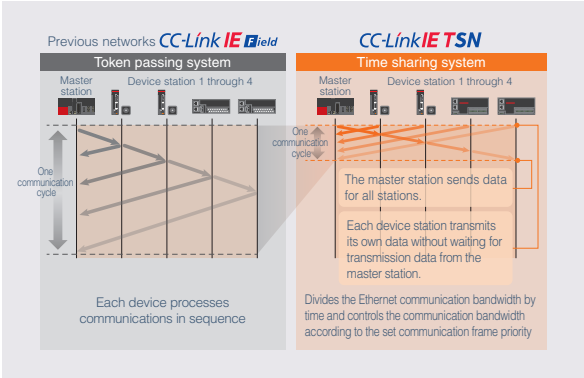 Previous networks CC-Link IE Field
Token passing system
Master
station
Device station 1 through 4
One
communication
cycle
Each device processes
communications in sequence
CC-Link IE TSN
Time sharing system
Master
station
Device station 1 through 4
One
communication
cycle
The master station sends data
for all stations.
Each device station transmits
its own data without waiting for
transmission data from the
master station.
Divides the Ethernet communication bandwidth by
time and controls the communication bandwidth
according to the set communication frame priority